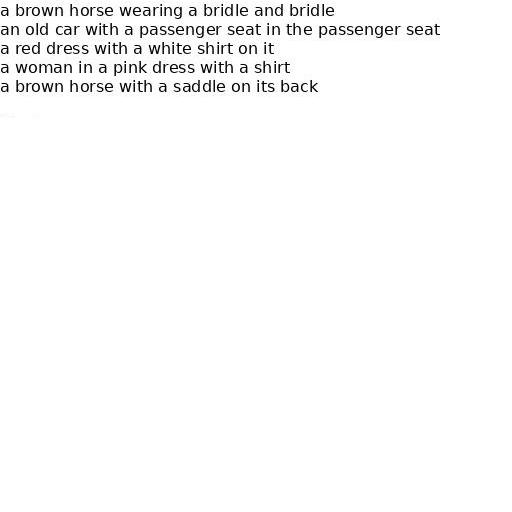 a brown horse wearing a bridle and bridle
an old car with a passenger seat in the passenger seat
a red dress with a white shirt on it
a woman in a pink dress with a shirt
a brown horse with a saddle on its back